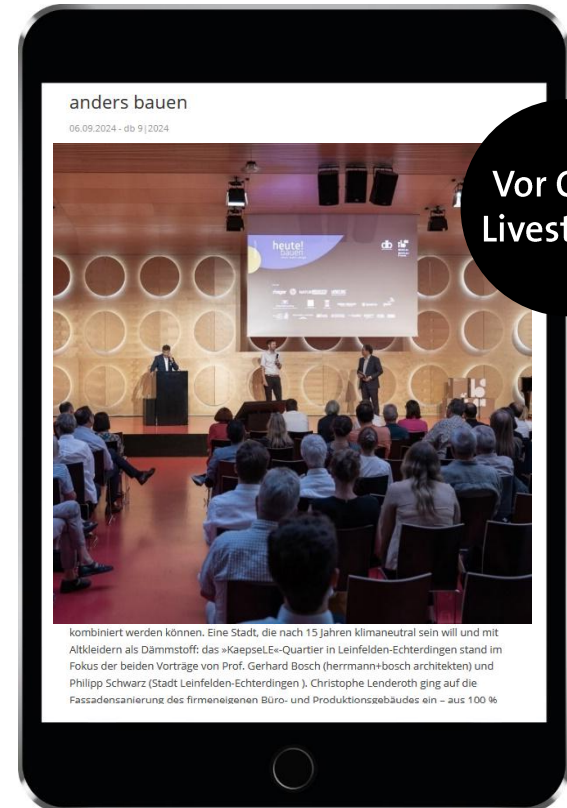 anders bauen
06.09.2024 - db 9|2024
Vor
Livest
heute!
bauen
db
kombiniert werden können. Eine Stadt, die nach 15 Jahren klimaneutral sein will und mit
Altkleidern als Dämmstoff: das »KaepseLE«-Quartier in Leinfelden-Echterdingen stand im
Fokus der beiden Vorträge von Prof. Gerhard Bosch (herrmann+bosch architekten) und
Philipp Schwarz (Stadt Leinfelden-Echterdingen ). Christophe Lenderoth ging auf die
Fassadensanierung des firmeneigenen Büro- und Produktionsgebäudes ein – aus 100 %